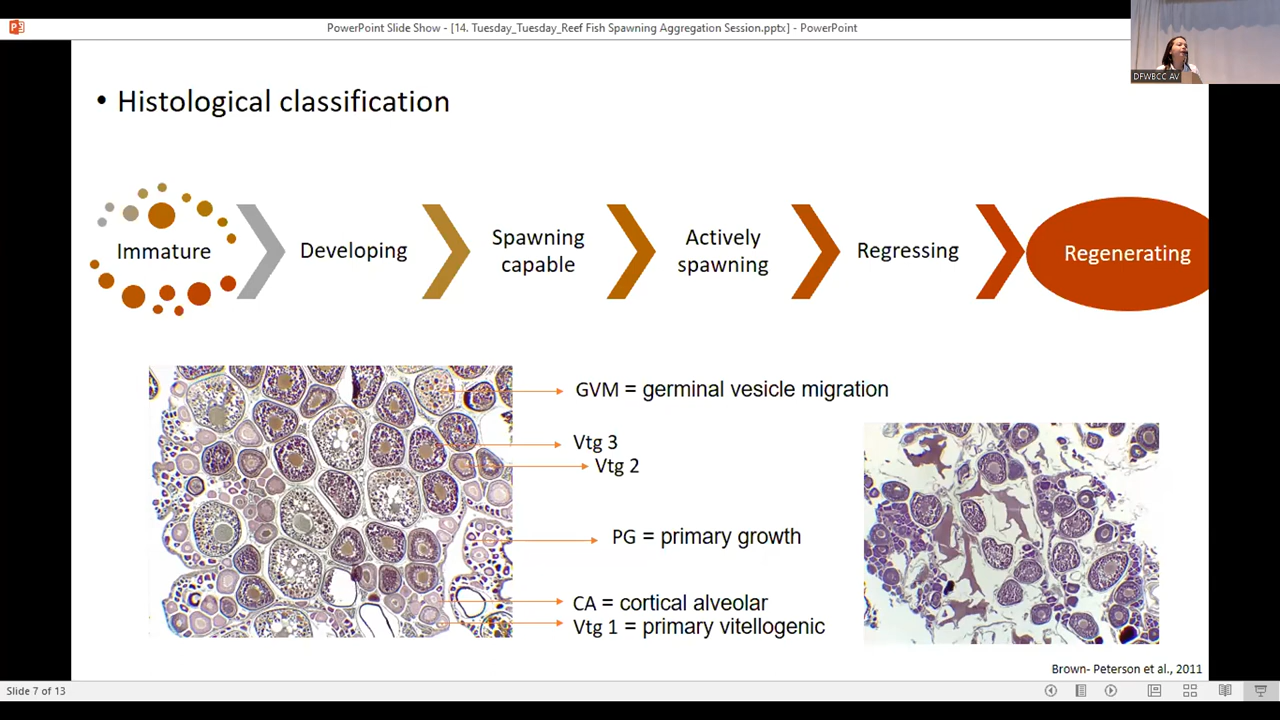 PowerPoint Slide Show - [14. Tuesday_Tuesday_Reef Fish Spawning Aggregation Session.pptx] - PowerPoint
DFWBCC AV
• Histological classification
Immature
Developing
Spawning
capable
Actively
spawning
Regressing
Regenerating
GVM = germinal vesicle migration
Vtg 3
Vtg 2
PG = primary growth
CA = cortical alveolar
Vtg 1 = primary vitellogenic
Brown- Peterson et al., 2011
Slide 7 of 13